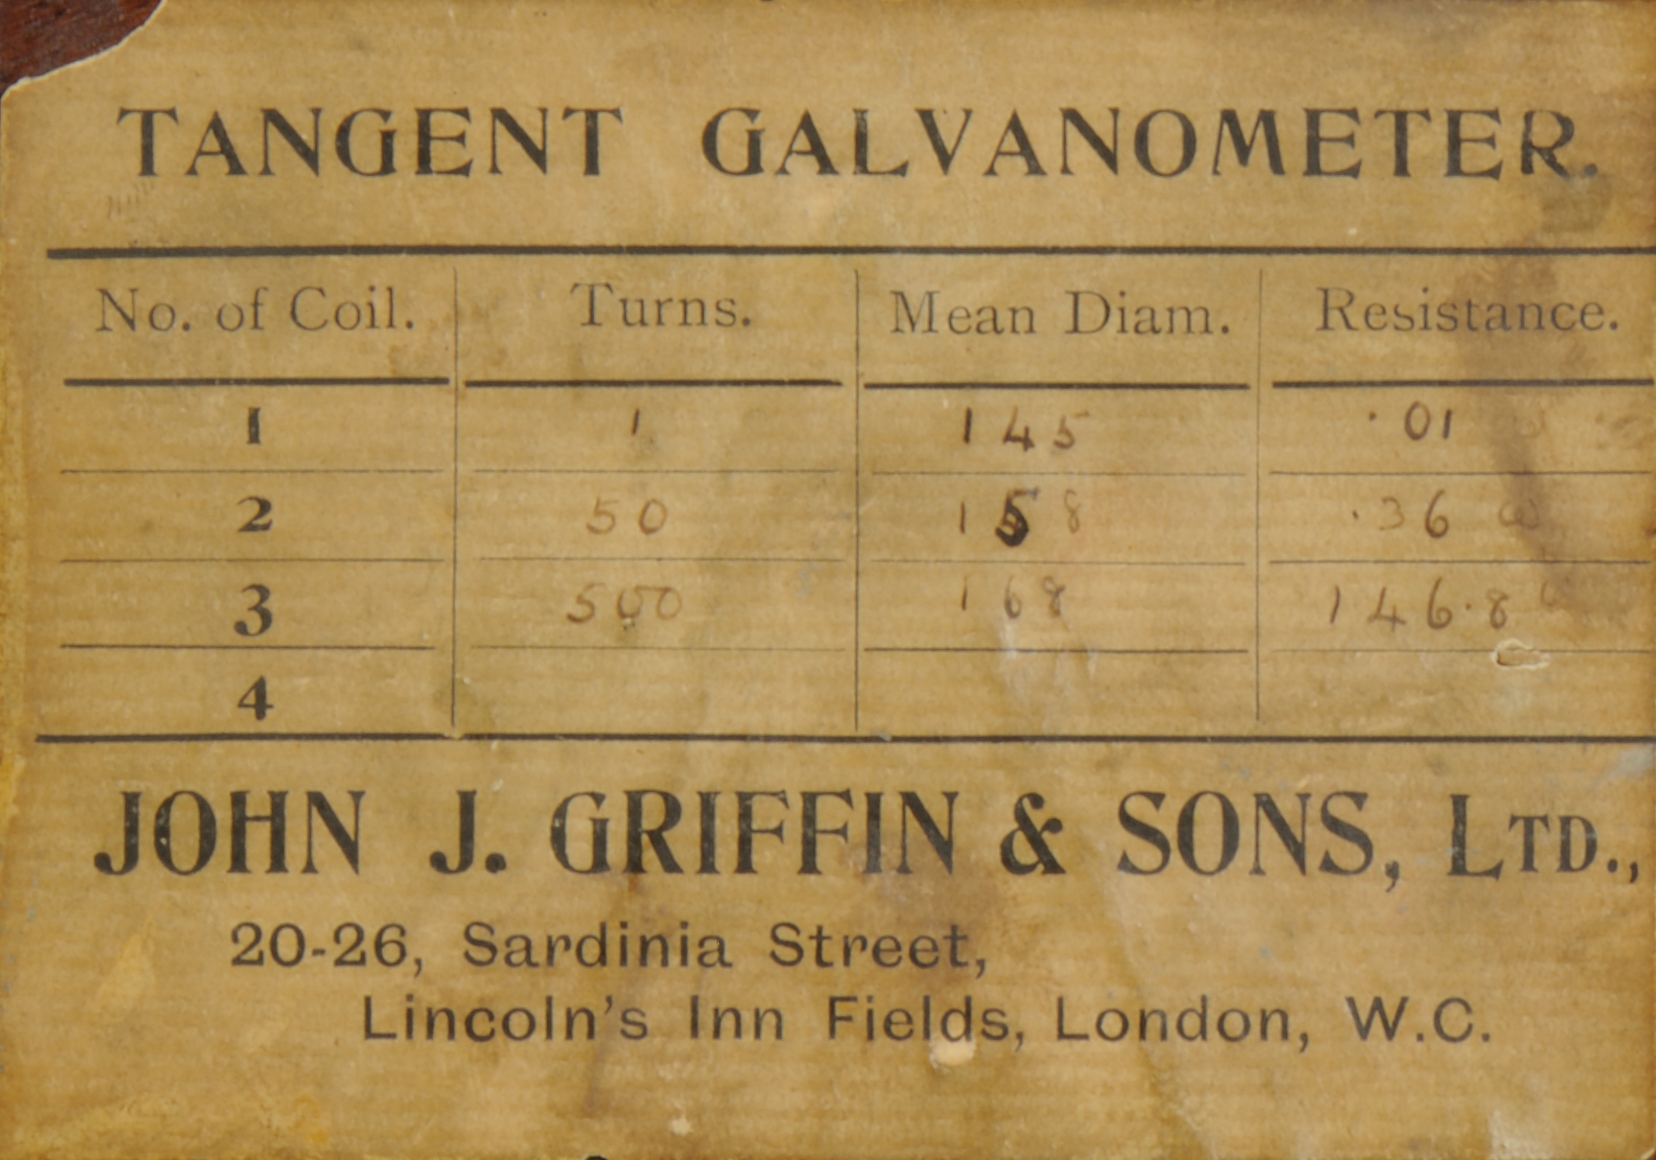 TANGENT GALVANOMETER.
No. of Coil. Turns. Mean Diam. Resistance.
1 1 145 .01 ω
2 50 158 .36 ω
3 500 168 146.8 ω
4
JOHN J. GRIFFIN & SONS, LTD.,
20-26, Sardinia Street,
Lincoln's Inn Fields, London, W.C.